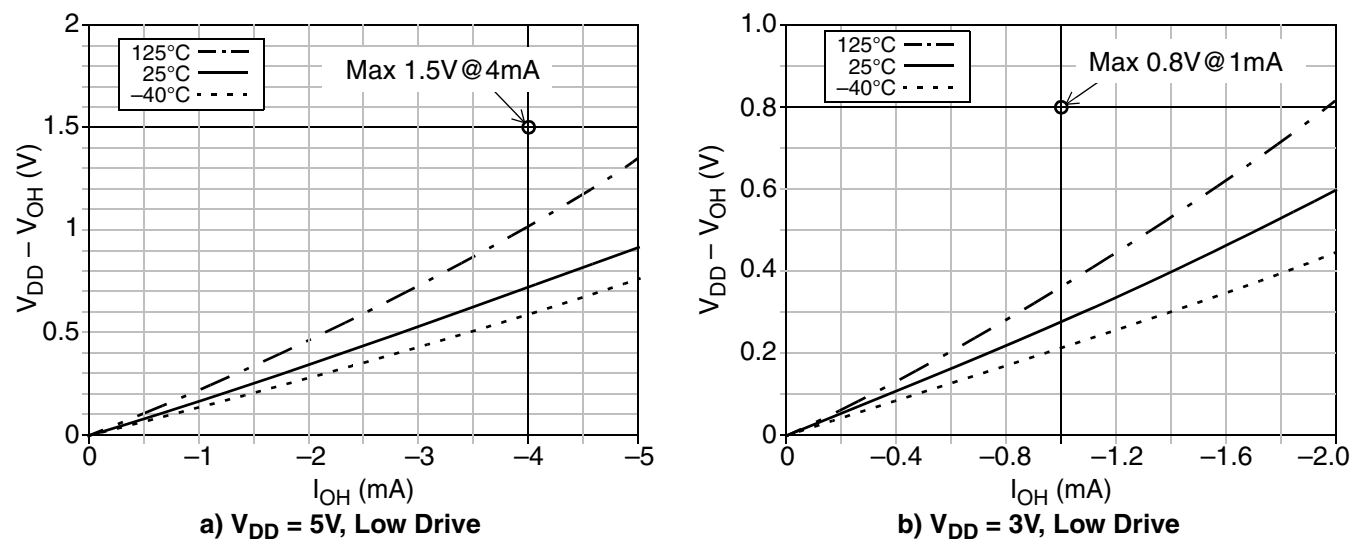 2
1.5
1
0.5
0
V_DD – V_OH (V)
125°C
25°C
–40°C
Max 1.5V@4mA
0
–1
–2
–3
–4
–5
I_OH (mA)
a) V_DD = 5V, Low Drive
1.0
0.8
0.6
0.4
0.2
0.0
V_DD – V_OH (V)
125°C
25°C
–40°C
Max 0.8V@1mA
0
–0.4
–0.8
–1.2
–1.6
–2.0
I_OH (mA)
b) V_DD = 3V, Low Drive